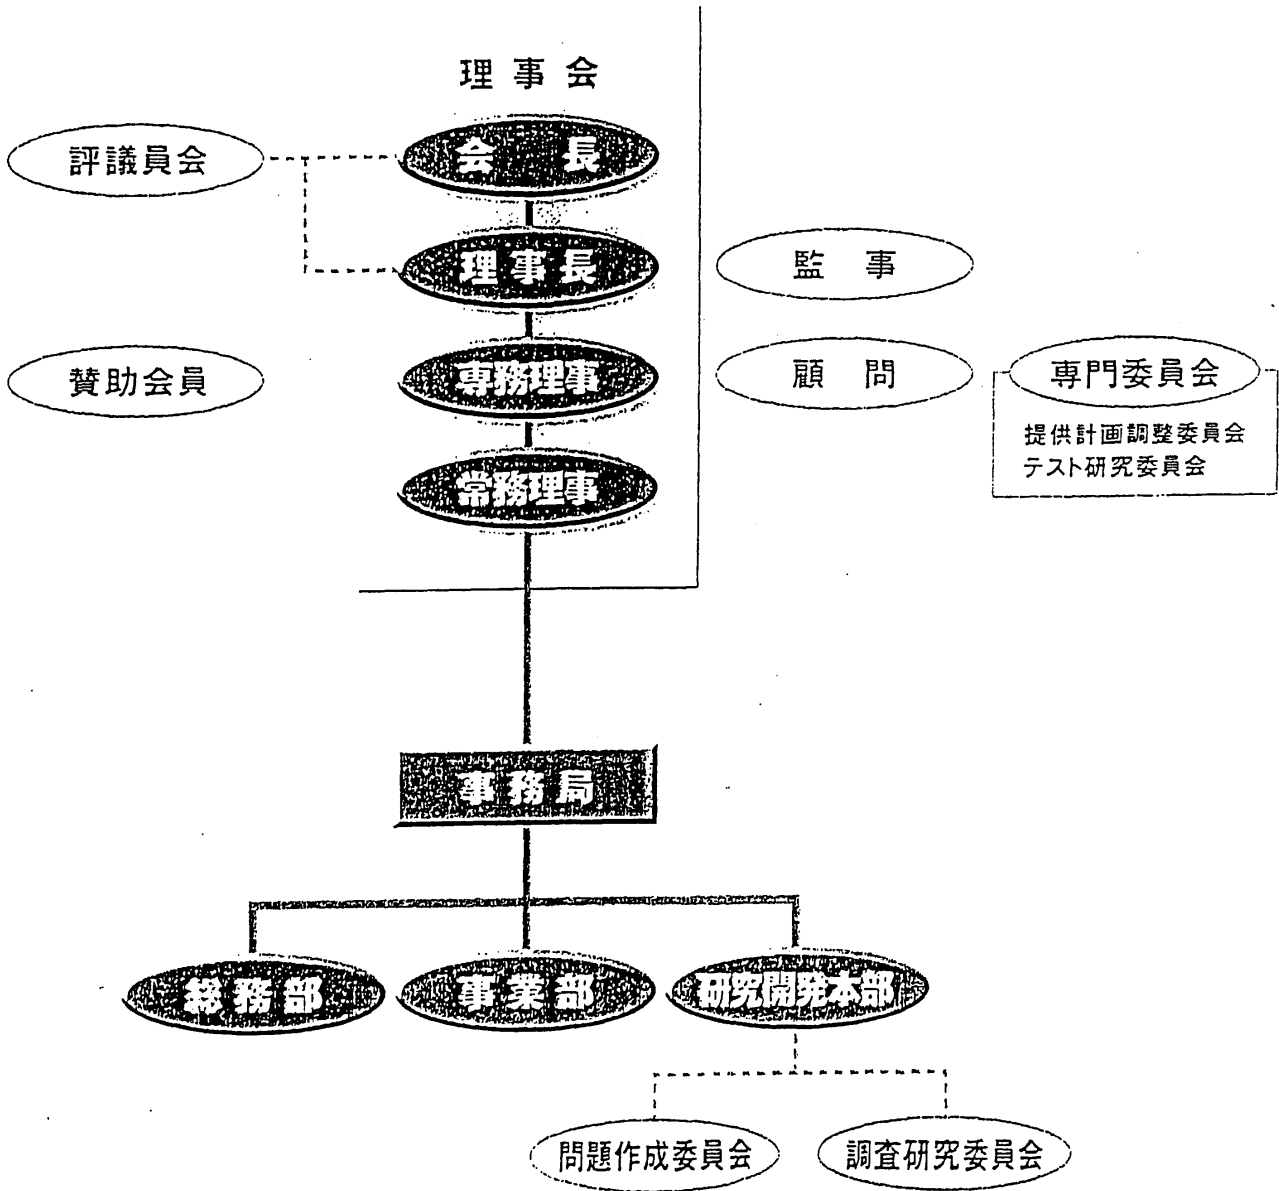 理事会
会長
評議員会
理事長
監事
専務理事
賛助会員
顧問
専門委員会
提供計画調整委員会
テスト研究委員会
常務理事
事務局
総務部
事業部
研究開発本部
問題作成委員会
調査研究委員会